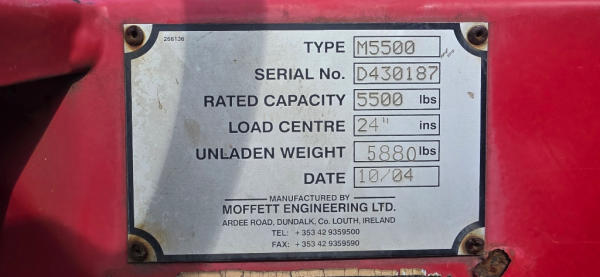 266136
TYPE M5500
SERIAL No. D430187
RATED CAPACITY 5500 lbs
LOAD CENTRE 24" ins
UNLADEN WEIGHT 5880 lbs
DATE 10/04
MANUFACTURED BY
MOFFETT ENGINEERING LTD.
ARDEE ROAD, DUNDALK, Co. LOUTH, IRELAND
TEL: +353 42 9359500
FAX: +353 42 9359590